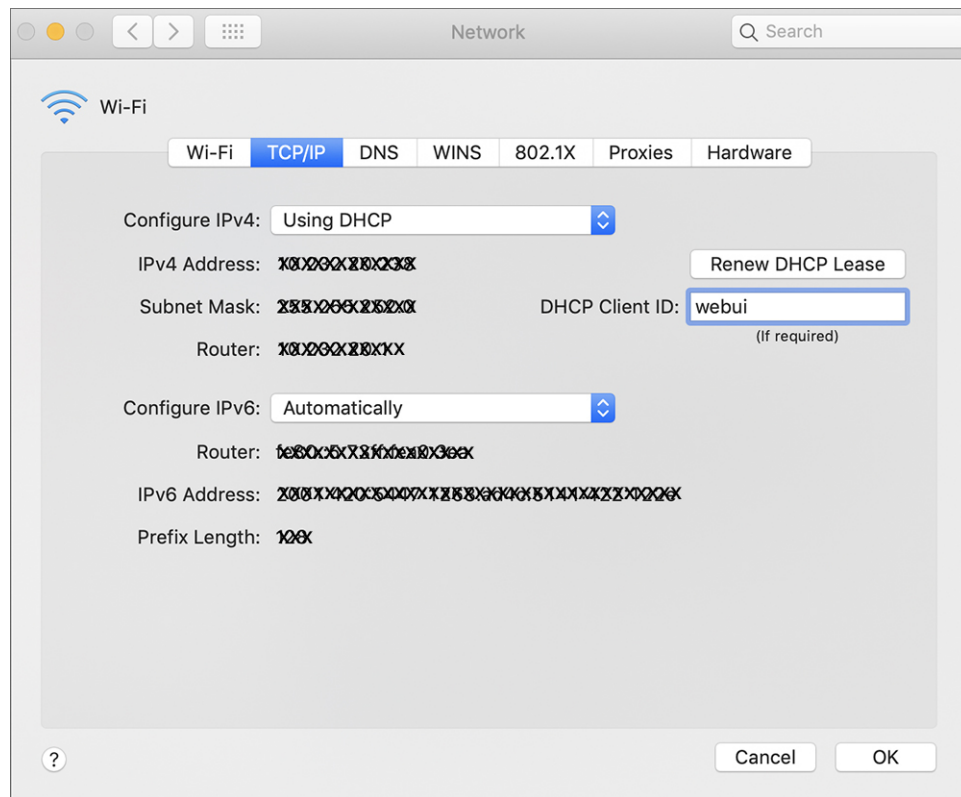 Network
Search
Wi-Fi
Wi-Fi TCP/IP DNS WINS 802.1X Proxies Hardware
Configure IPv4: Using DHCP
IPv4 Address:
Renew DHCP Lease
Subnet Mask:
DHCP Client ID: webui
(If required)
Router:
Configure IPv6: Automatically
Router:
IPv6 Address:
Prefix Length:
? Cancel OK